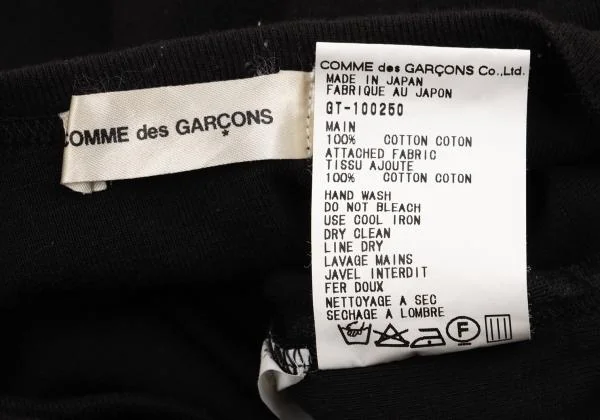 COMME des GARÇONS
COMME des GARÇONS Co.,Ltd.
MADE IN JAPAN
FABRIQUE AU JAPON
GT-100250
MAIN
100% COTTON COTON
ATTACHED FABRIC
TISSU AJOUTE
100% COTTON COTON
HAND WASH
DO NOT BLEACH
USE COOL IRON
DRY CLEAN
LINE DRY
LAVAGE MAINS
JAVEL INTERDIT
FER DOUX
NETTOYAGE A SEC
SECHAGE A LOMBRE
F